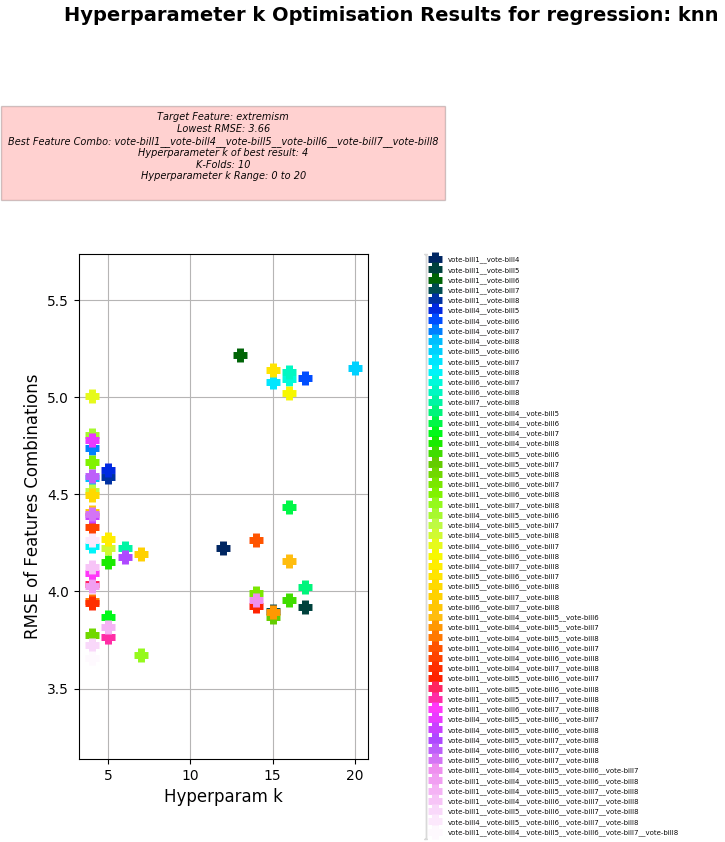 Hyperparameter k Optimisation Results for regression: knn
Target Feature: extremism
Lowest RMSE: 3.66
Best Feature Combo: vote-bill1__vote-bill4__vote-bill5__vote-bill6__vote-bill7__vote-bill8
Hyperparameter k of best result: 4
K-Folds: 10
Hyperparameter k Range: 0 to 20
RMSE of Features Combinations
5.5
5.0
4.5
4.0
3.5
5
10
15
20
Hyperparam k
vote-bill1__vote-bill4
vote-bill1__vote-bill5
vote-bill1__vote-bill6
vote-bill1__vote-bill7
vote-bill1__vote-bill8
vote-bill4__vote-bill5
vote-bill4__vote-bill6
vote-bill4__vote-bill7
vote-bill4__vote-bill8
vote-bill5__vote-bill6
vote-bill5__vote-bill7
vote-bill5__vote-bill8
vote-bill6__vote-bill7
vote-bill6__vote-bill8
vote-bill7__vote-bill8
vote-bill1__vote-bill4__vote-bill5
vote-bill1__vote-bill4__vote-bill6
vote-bill1__vote-bill4__vote-bill7
vote-bill1__vote-bill4__vote-bill8
vote-bill1__vote-bill5__vote-bill6
vote-bill1__vote-bill5__vote-bill7
vote-bill1__vote-bill5__vote-bill8
vote-bill1__vote-bill6__vote-bill7
vote-bill1__vote-bill6__vote-bill8
vote-bill1__vote-bill7__vote-bill8
vote-bill4__vote-bill5__vote-bill6
vote-bill4__vote-bill5__vote-bill7
vote-bill4__vote-bill5__vote-bill8
vote-bill4__vote-bill6__vote-bill7
vote-bill4__vote-bill6__vote-bill8
vote-bill4__vote-bill7__vote-bill8
vote-bill5__vote-bill6__vote-bill7
vote-bill5__vote-bill6__vote-bill8
vote-bill5__vote-bill7__vote-bill8
vote-bill6__vote-bill7__vote-bill8
vote-bill1__vote-bill4__vote-bill5__vote-bill6
vote-bill1__vote-bill4__vote-bill5__vote-bill7
vote-bill1__vote-bill4__vote-bill5__vote-bill8
vote-bill1__vote-bill4__vote-bill6__vote-bill7
vote-bill1__vote-bill4__vote-bill6__vote-bill8
vote-bill1__vote-bill4__vote-bill7__vote-bill8
vote-bill1__vote-bill5__vote-bill6__vote-bill7
vote-bill1__vote-bill5__vote-bill6__vote-bill8
vote-bill1__vote-bill5__vote-bill7__vote-bill8
vote-bill1__vote-bill6__vote-bill7__vote-bill8
vote-bill4__vote-bill5__vote-bill6__vote-bill7
vote-bill4__vote-bill5__vote-bill6__vote-bill8
vote-bill4__vote-bill5__vote-bill7__vote-bill8
vote-bill4__vote-bill6__vote-bill7__vote-bill8
vote-bill5__vote-bill6__vote-bill7__vote-bill8
vote-bill1__vote-bill4__vote-bill5__vote-bill6__vote-bill7
vote-bill1__vote-bill4__vote-bill5__vote-bill6__vote-bill8
vote-bill1__vote-bill4__vote-bill5__vote-bill7__vote-bill8
vote-bill1__vote-bill4__vote-bill6__vote-bill7__vote-bill8
vote-bill1__vote-bill5__vote-bill6__vote-bill7__vote-bill8
vote-bill4__vote-bill5__vote-bill6__vote-bill7__vote-bill8
vote-bill1__vote-bill4__vote-bill5__vote-bill6__vote-bill7__vote-bill8